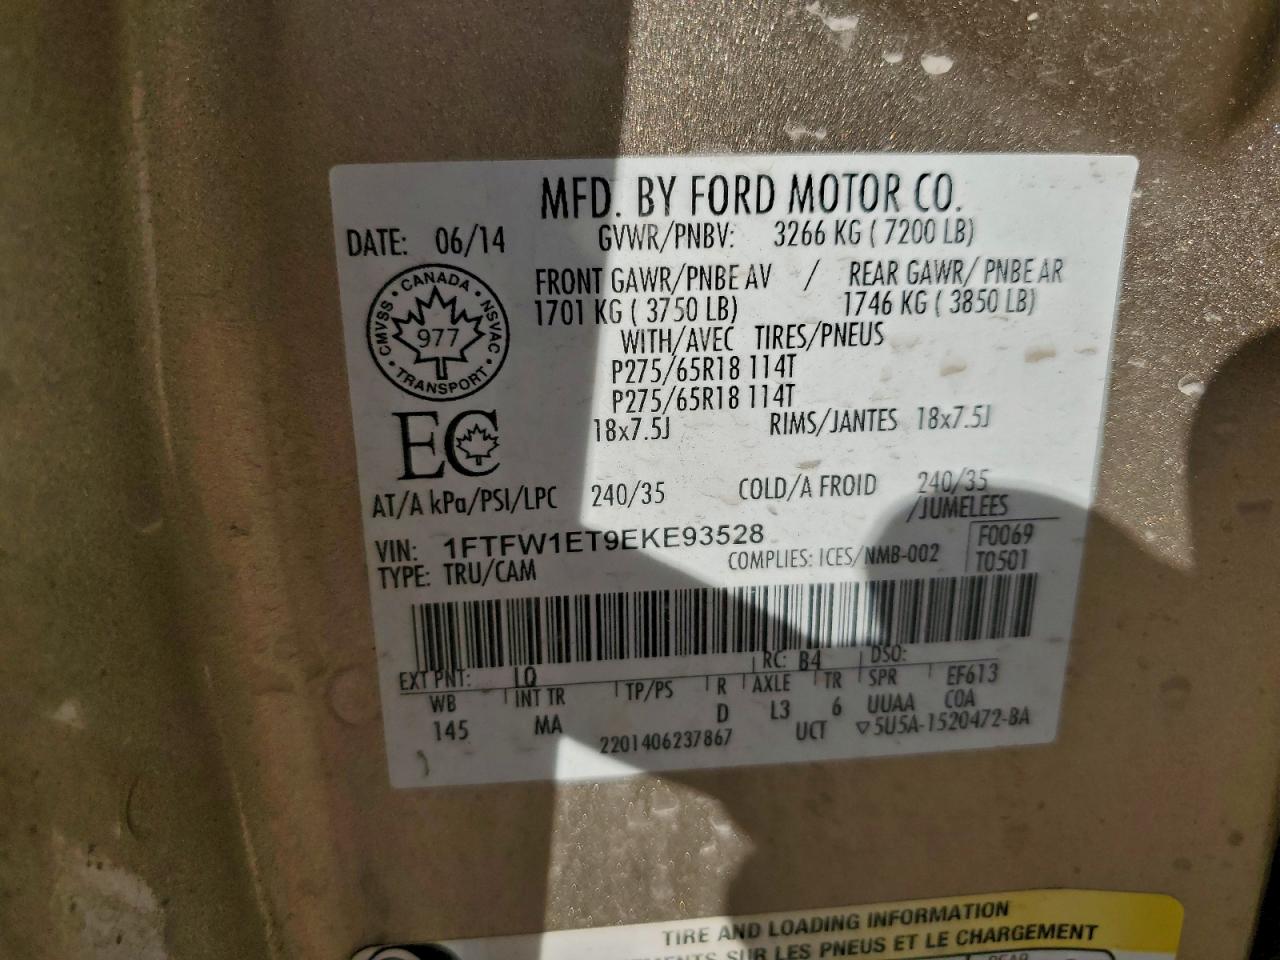 MFD. BY FORD MOTOR CO.
DATE: 06/14 GVWR/PNBV: 3266 KG ( 7200 LB)
FRONT GAWR/PNBE AV / REAR GAWR/ PNBE AR
1701 KG ( 3750 LB) 1746 KG ( 3850 LB)
WITH/AVEC TIRES/PNEUS
P275/65R18 114T
P275/65R18 114T
18x7.5J RIMS/JANTES 18x7.5J
CANADA · NSVAC · TRANSPORT · CMVSS ·
977
EC
AT/A kPa/PSI/LPC 240/35 COLD/A FROID 240/35
/JUMELEES
VIN: 1FTFW1ET9EKE93528 F0069
TYPE: TRU/CAM COMPLIES: ICES/NMB-002 T0501
EXT PNT: LQ RC: B4 DSO:
WB INT TR TP/PS R AXLE TR SPR EF613
145 MA D L3 6 UUAA COA
2201406237867 UCT ▽5U5A-1520472-BA
TIRE AND LOADING INFORMATION
SUR LES PNEUS ET LE CHARGEMENT